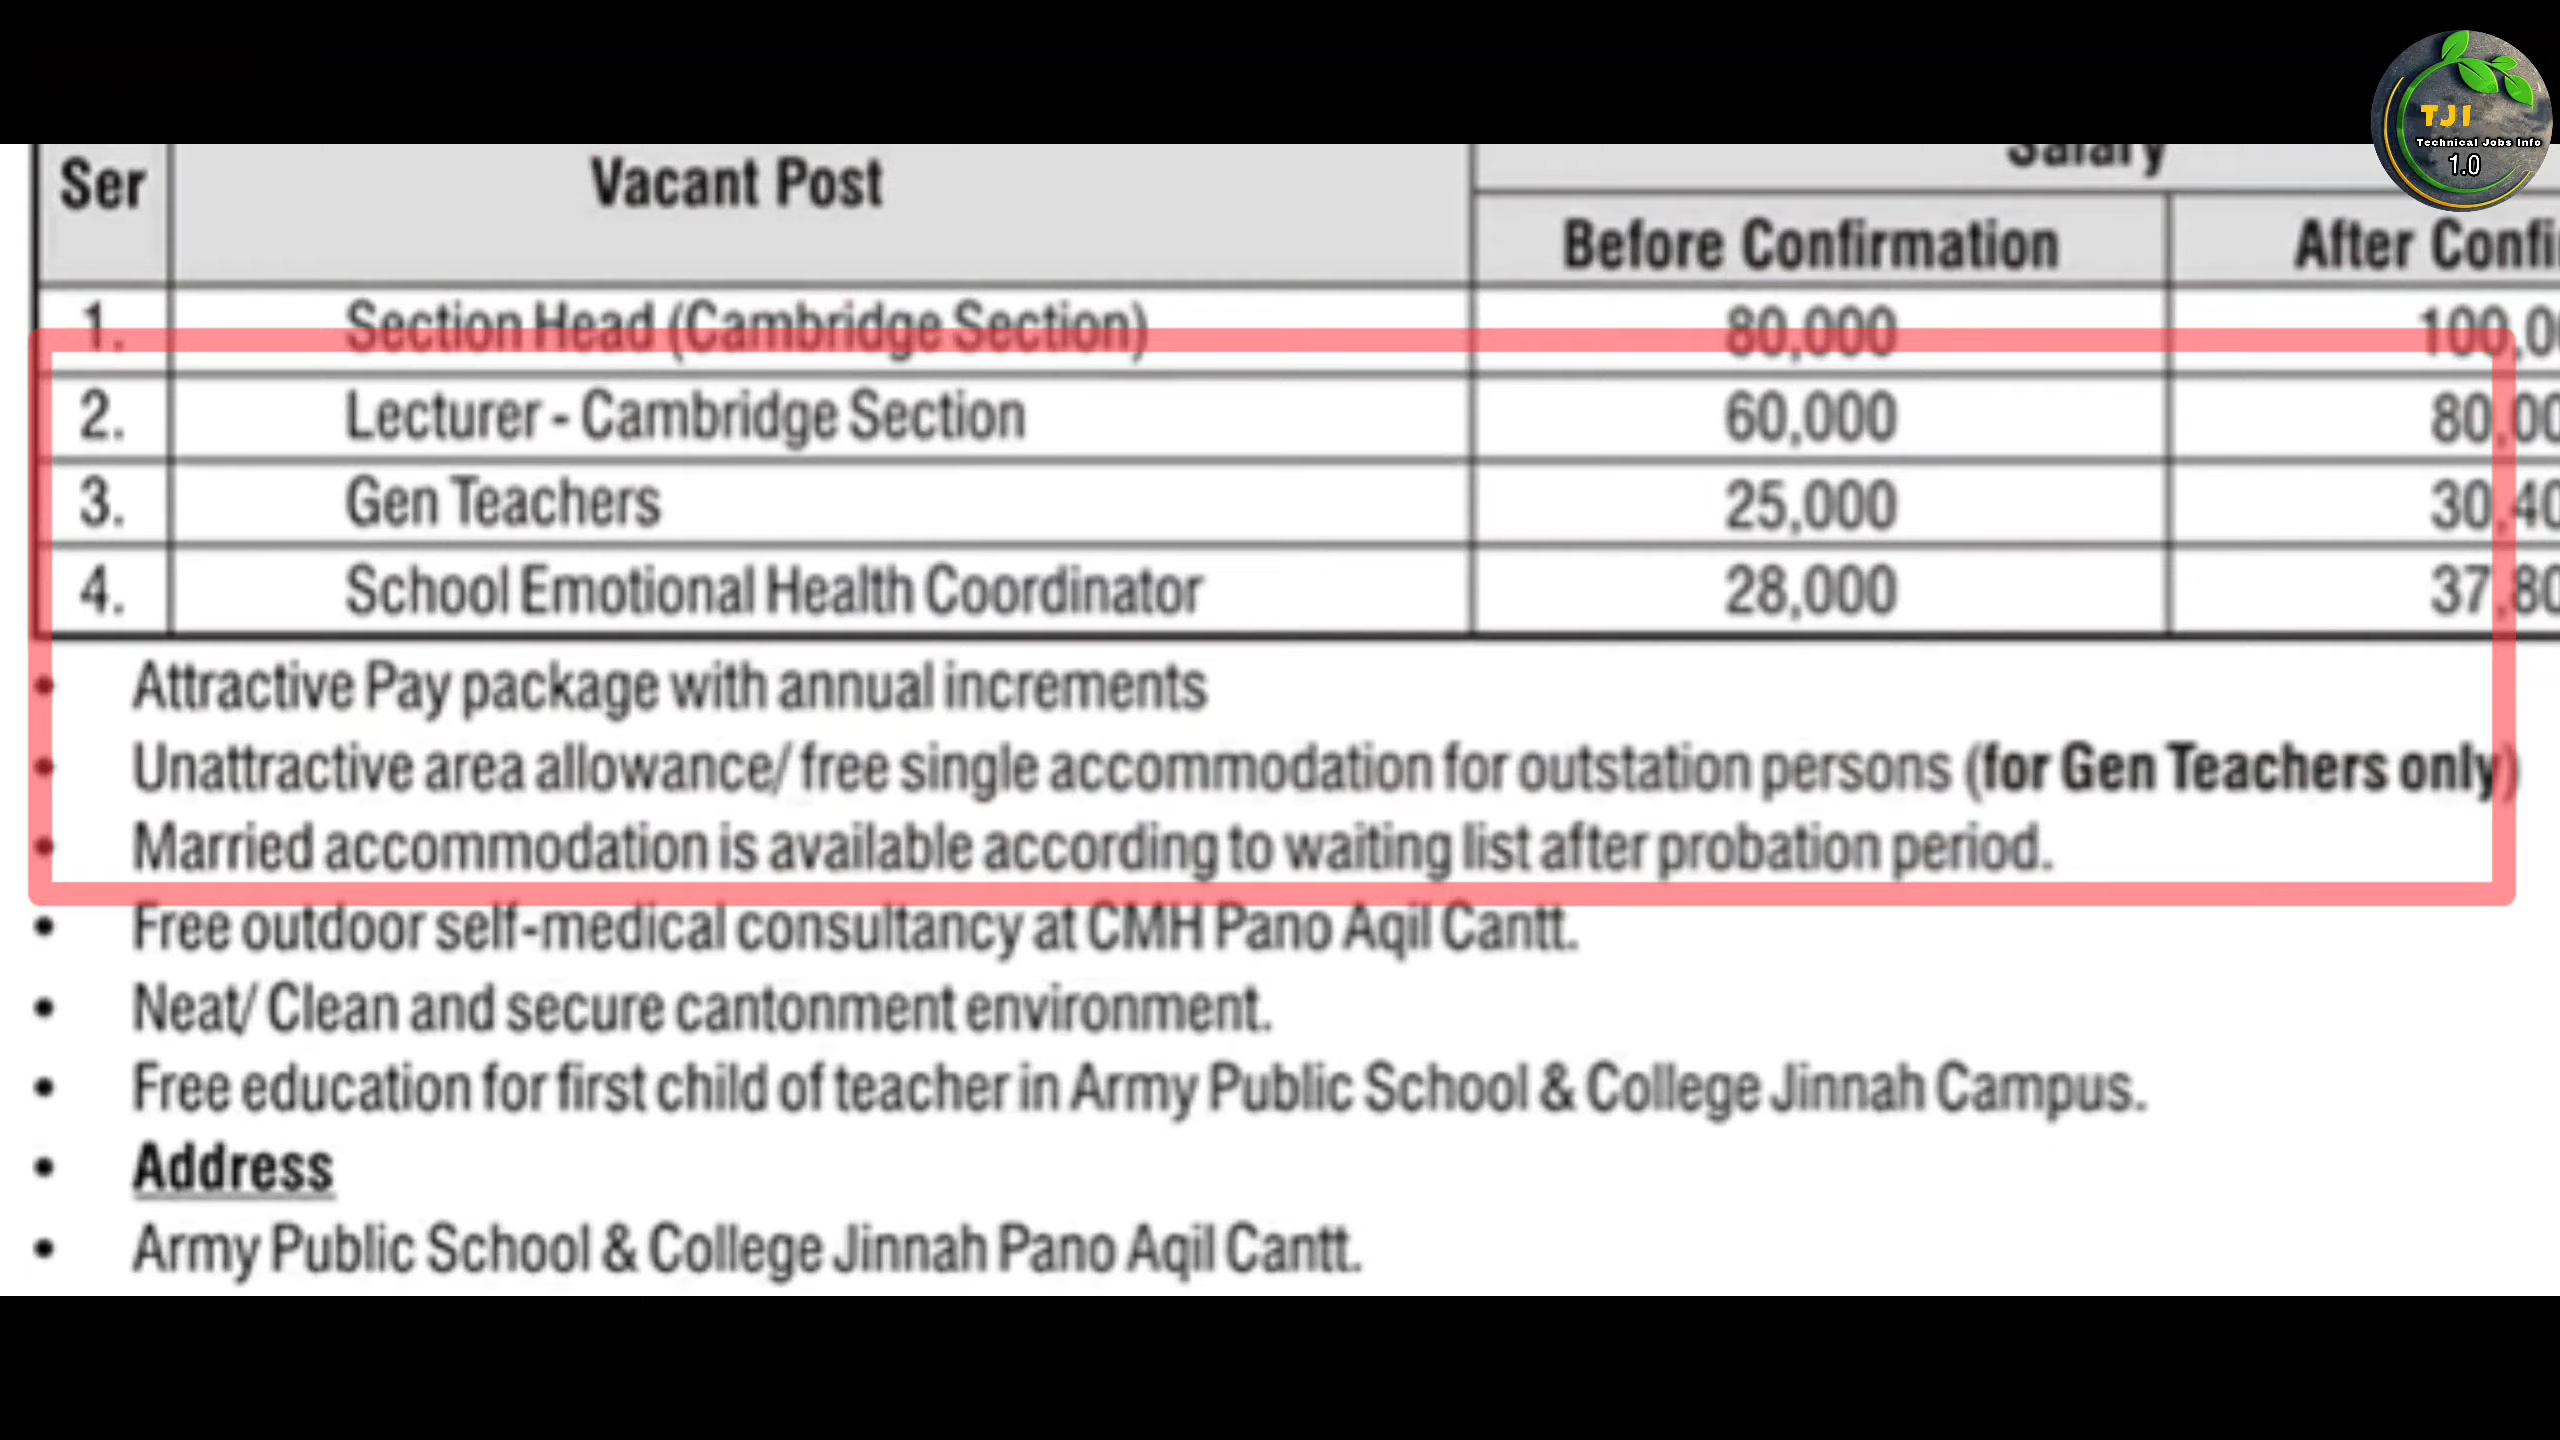 TJI
Technical Jobs Info
1.0
Salary
Ser Vacant Post Before Confirmation After
1. Section Head (Cambridge Section) 80,000
2. Lecturer - Cambridge Section 60,000
3. Gen Teachers 25,000
4. School Emotional Health Coordinator 28,000
• Attractive Pay package with annual increments
• Unattractive area allowance/ free single accommodation for outstation persons (for Gen Teachers only)
• Married accommodation is available according to waiting list after probation period.
• Free outdoor self-medical consultancy at CMH Pano Aqil Cantt.
• Neat/ Clean and secure cantonment environment.
• Free education for first child of teacher in Army Public School & College Jinnah Campus.
• Address
• Army Public School & College Jinnah Pano Aqil Cantt.